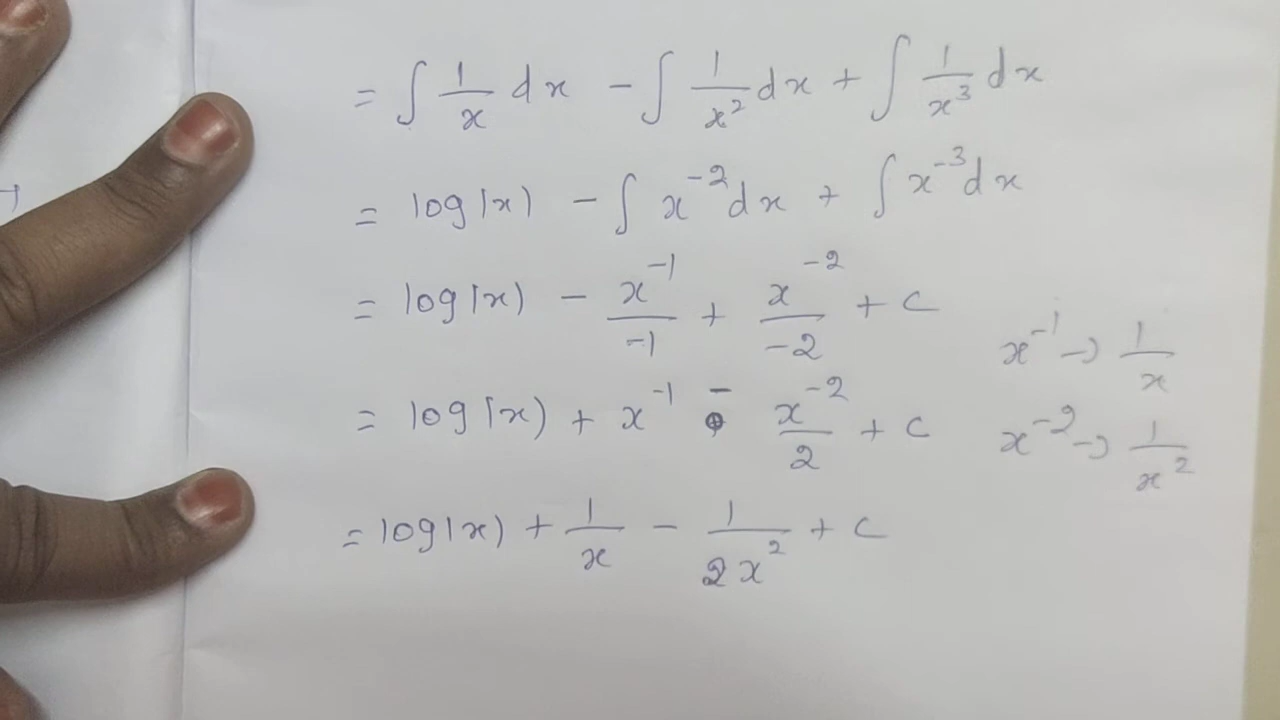 = ∫ 1/x dx - ∫ 1/x² dx + ∫ 1/x³ dx
= log(x) - ∫ x⁻² dx + ∫ x⁻³ dx
= log(x) - x⁻¹/-1 + x⁻²/-2 + c
x⁻¹ → 1/x
= log(x) + x⁻¹ - x⁻²/2 + c
x⁻² → 1/x²
= log(x) + 1/x - 1/2x² + c